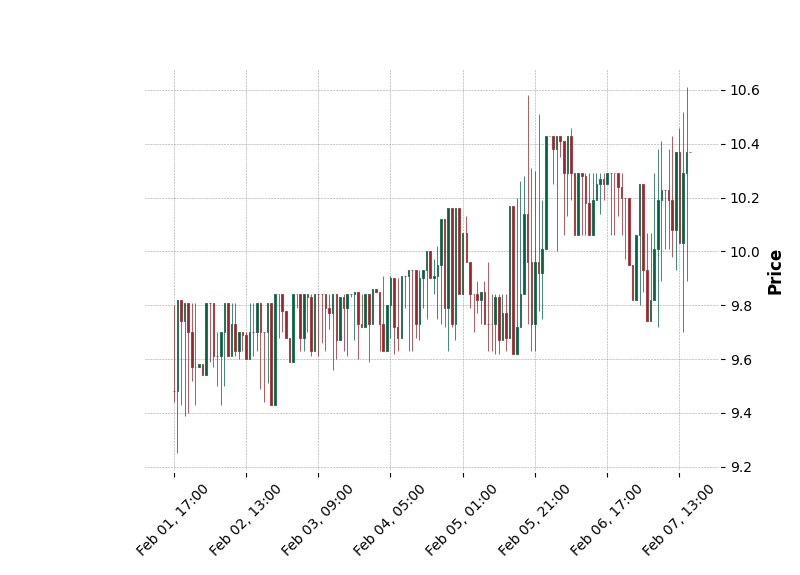 10.6
10.4
10.2
10.0
9.8
9.6
9.4
9.2
Price
Feb 01, 17:00
Feb 02, 13:00
Feb 03, 09:00
Feb 04, 05:00
Feb 05, 01:00
Feb 05, 21:00
Feb 06, 17:00
Feb 07, 13:00